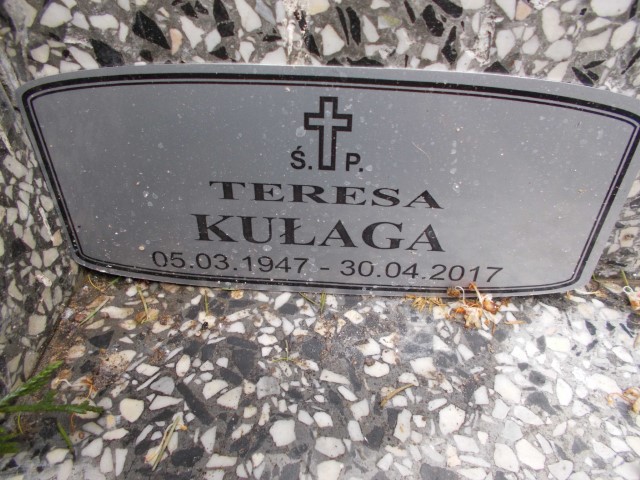 Ś. P.
TERESA
KUŁAGA
05.03.1947 - 30.04.2017